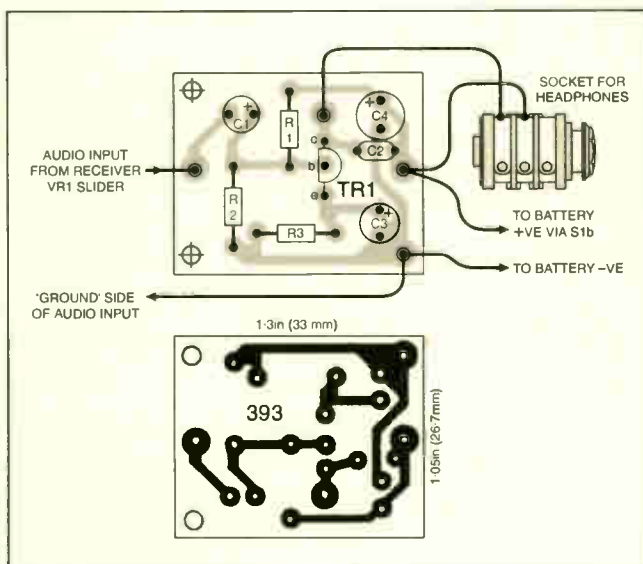 SOCKET FOR
HEADPHONES
+
C1
R
1
+
C4
c
C2
AUDIO INPUT
FROM RECEIVER
VR1 SLIDER
b
TR1
R
2
e
+
C3
R3
TO BATTERY
+VE VIA S1b
TO BATTERY –VE
'GROUND' SIDE
OF AUDIO INPUT
1·3in (33 mm)
393
1·05in (26·7mm)